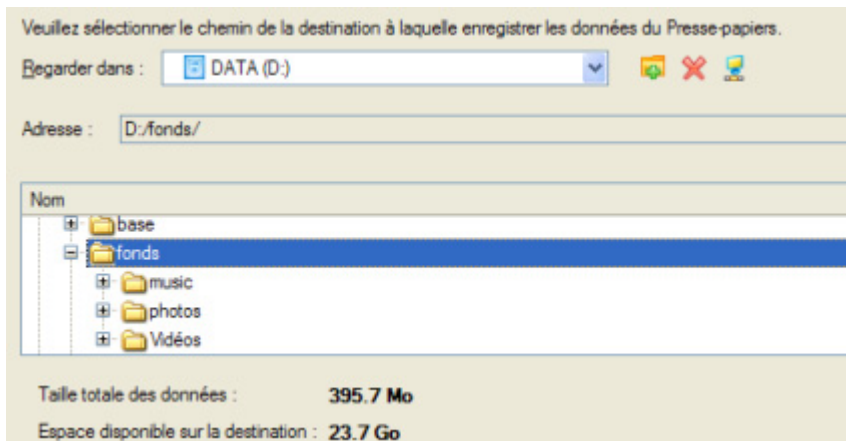 Veuillez sélectionner le chemin de la destination à laquelle enregistrer les données du Presse-papiers.
Regarder dans : DATA (D:)
Adresse : D:/fonds/
Nom
base
fonds
music
photos
Vidéos
Taille totale des données : 395.7 Mo
Espace disponible sur la destination : 23.7 Go